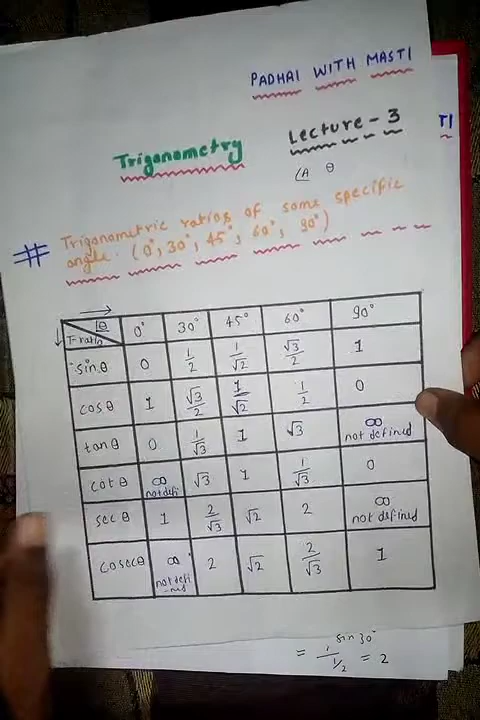 PADHAI WITH MASTI
TI
Trigonometry Lecture - 3
(A θ
# Trigonometric ratios of some specific
angle. (0°, 30°, 45°, 60°, 90°)
θ
T-ratio 0° 30° 45° 60° 90°
sinθ 0 1/2 1/√2 √3/2 1
cosθ 1 √3/2 1/√2 1/2 0
tanθ 0 1/√3 1 √3 ∞ not defined
cotθ ∞ not defi √3 1 1/√3 0
secθ 1 2/√3 √2 2 ∞ not defined
cosecθ ∞ not defi-ned 2 √2 2/√3 1
sin30°
= 1/1/2 = 2